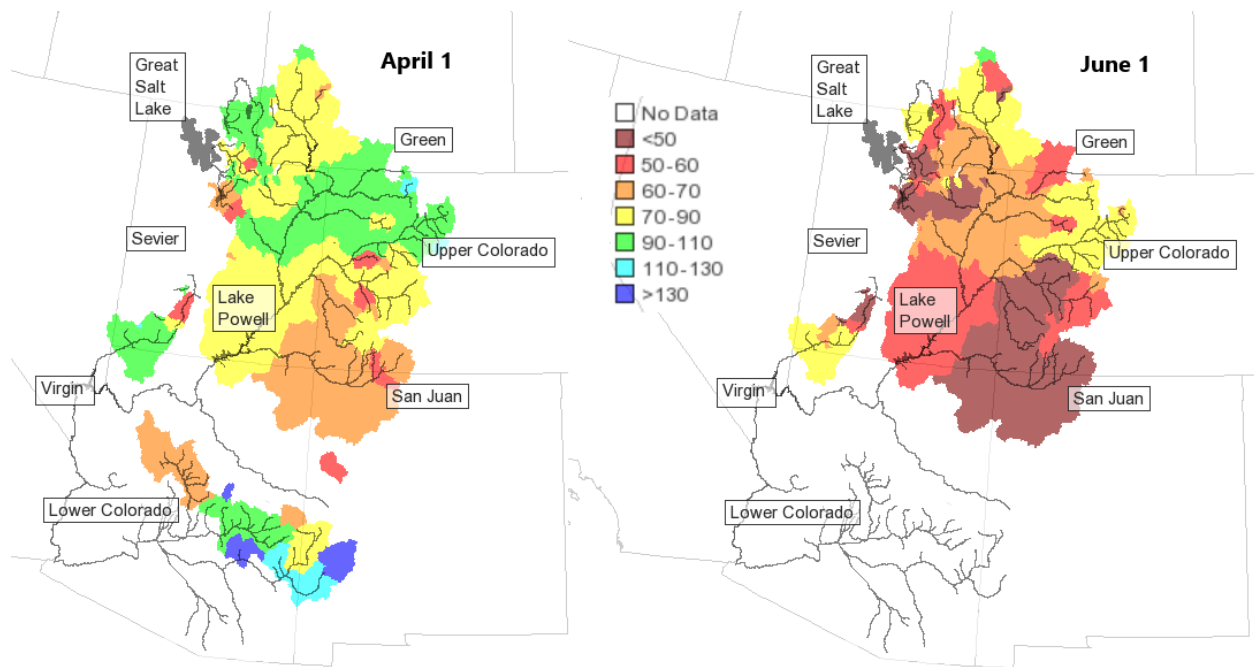 April 1
Great
Salt
Lake
Green
Sevier
Upper Colorado
Lake
Powell
Virgin
San Juan
Lower Colorado
No Data
<50
50-60
60-70
70-90
90-110
110-130
>130
June 1
Great
Salt
Lake
Green
Sevier
Upper Colorado
Lake
Powell
Virgin
San Juan
Lower Colorado